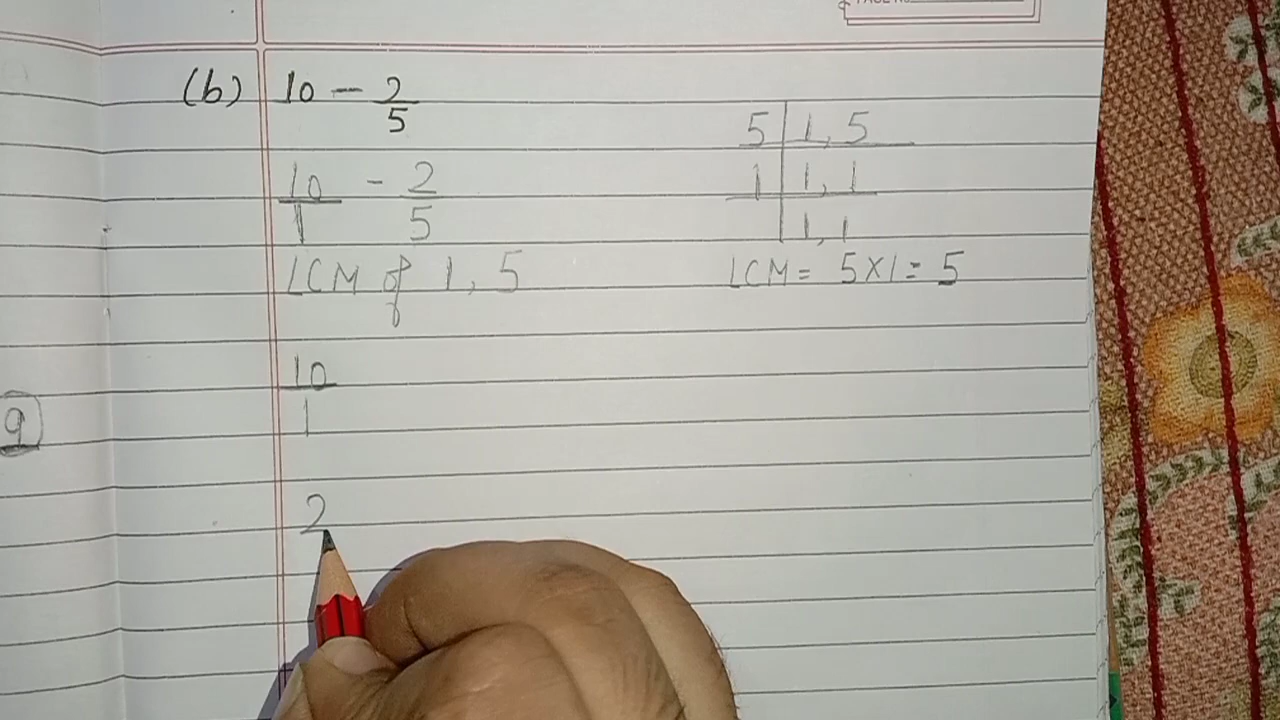 (b) 10 - 2/5
10/1 - 2/5
LCM of 1, 5
10/1
2
5 | 1, 5
1 | 1, 1
1, 1
LCM = 5 X 1 = 5
9